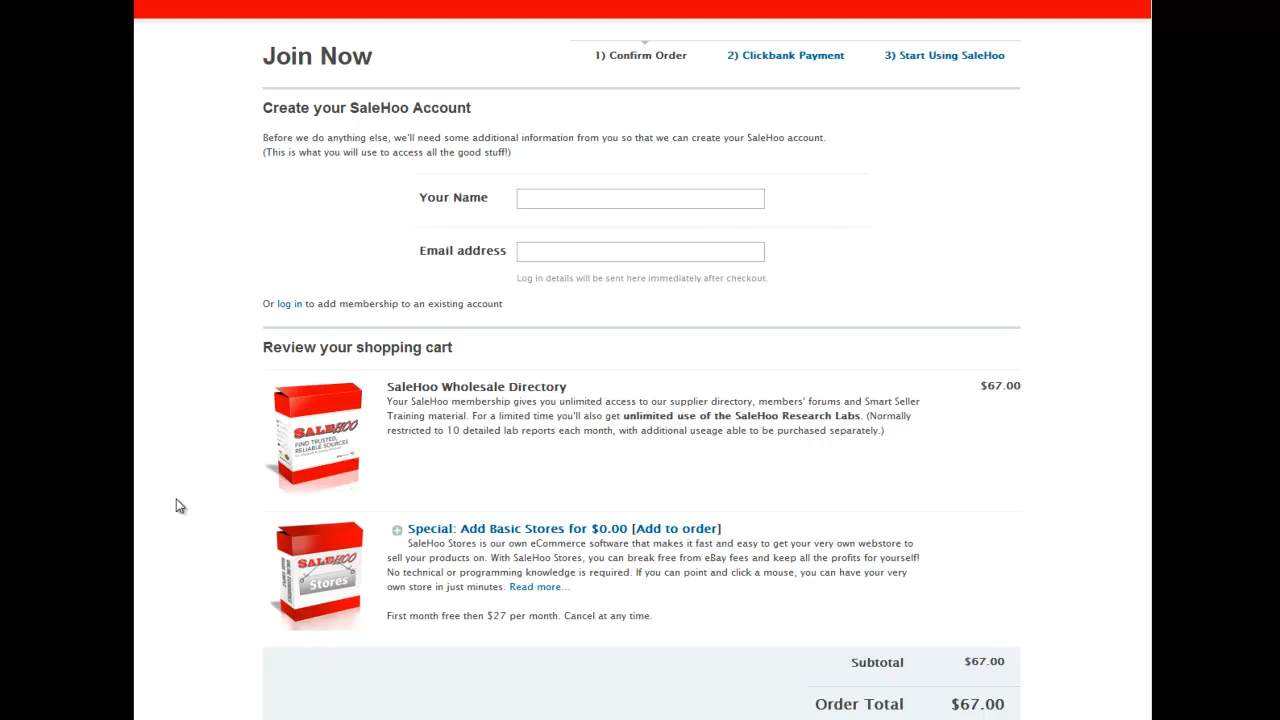 Join Now
1) Confirm Order
2) Clickbank Payment
3) Start Using SaleHoo
Create your SaleHoo Account
Before we do anything else, we'll need some additional information from you so that we can create your SaleHoo account.
(This is what you will use to access all the good stuff!)
Your Name
Email address
Log in details will be sent here immediately after checkout.
Or log in to add membership to an existing account
Review your shopping cart
SALEHOO
FIND TRUSTED,
RELIABLE SOURCES
SaleHoo Wholesale Directory
$67.00
Your SaleHoo membership gives you unlimited access to our supplier directory, members' forums and Smart Seller
Training material. For a limited time you'll also get unlimited use of the SaleHoo Research Labs. (Normally
restricted to 10 detailed lab reports each month, with additional useage able to be purchased separately.)
SALEHOO
Stores
Special: Add Basic Stores for $0.00 [Add to order]
SaleHoo Stores is our own eCommerce software that makes it fast and easy to get your very own webstore to
sell your products on. With SaleHoo Stores, you can break free from eBay fees and keep all the profits for yourself!
No technical or programming knowledge is required. If you can point and click a mouse, you can have your very
own store in just minutes. Read more...
First month free then $27 per month. Cancel at any time.
Subtotal $67.00
Order Total $67.00